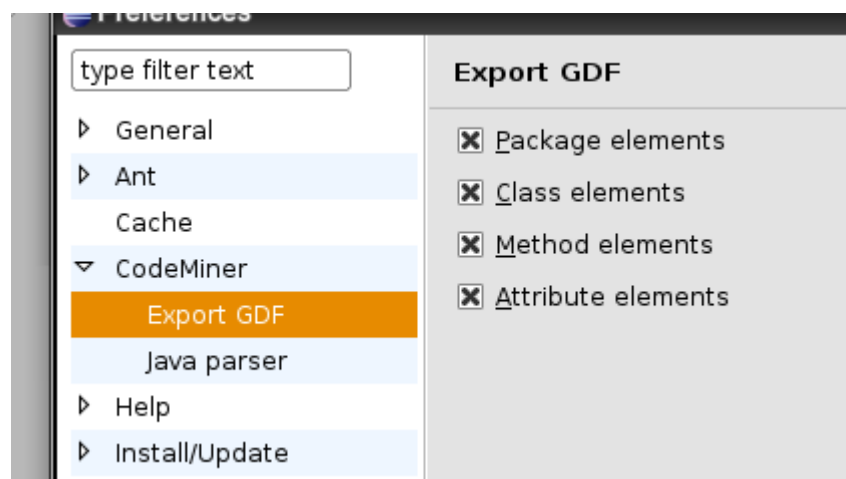 Preferences
type filter text
General
Ant
Cache
CodeMiner
Export GDF
Java parser
Help
Install/Update
Export GDF
Package elements
Class elements
Method elements
Attribute elements